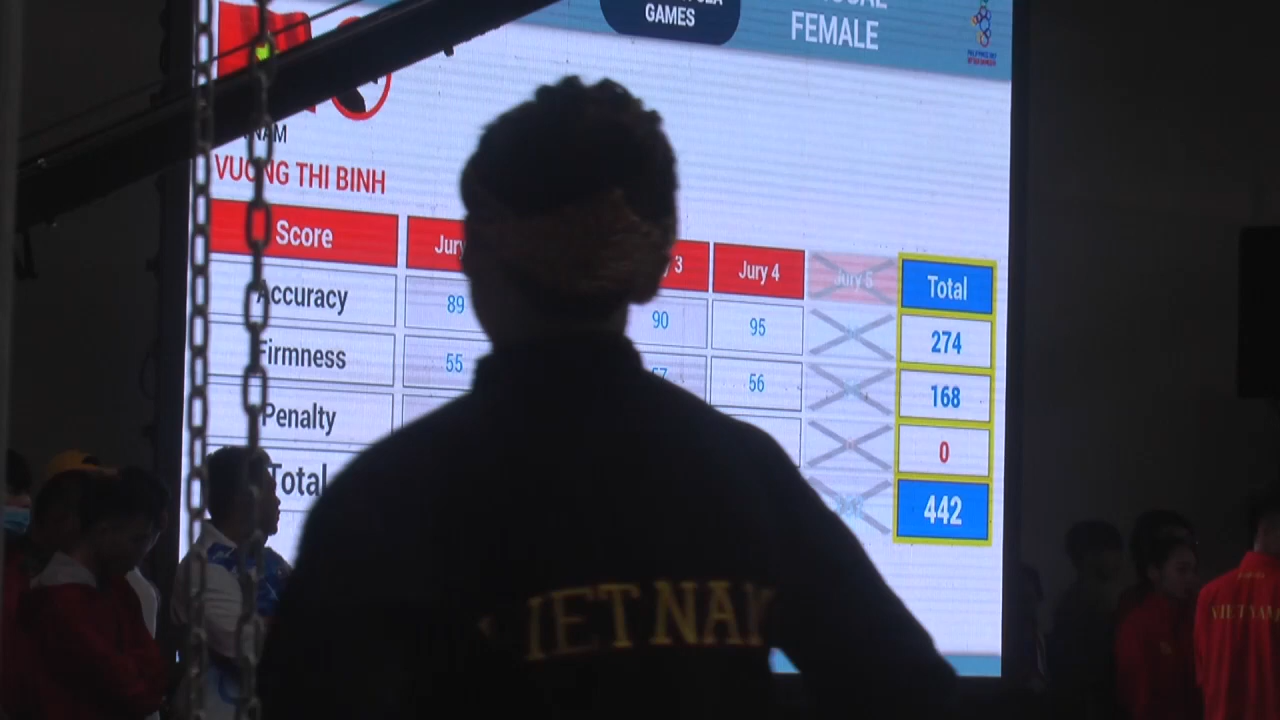 GAMES
FEMALE
NAM
VUONG THI BINH
Score Jury 3 Jury 4 Jury 5 Total
Accuracy 89 90 95 274
Firmness 55 57 56 168
Penalty 0
Total 442
VIETNAM
VIETNAM